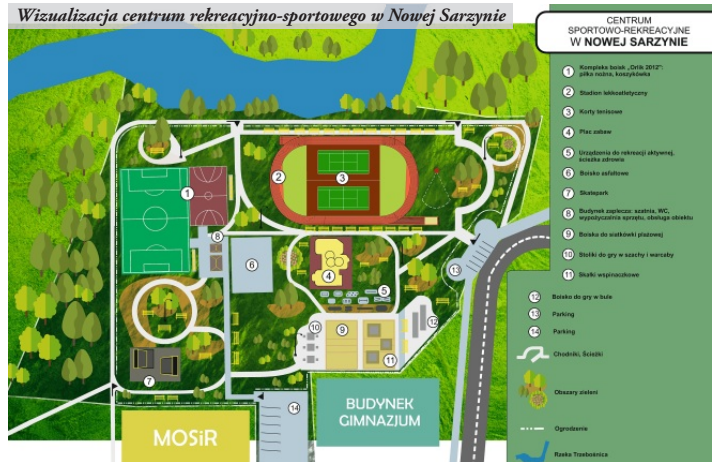 Wizualizacja centrum rekreacyjno-sportowego w Nowej Sarzynie
CENTRUM
SPORTOWO-REKREACYJNE
W NOWEJ SARZYNIE
1 Kompleks boisk „Orlik 2012”:
piłka nożna, koszykówka
2 Stadion lekkoatletyczny
3 Korty tenisowe
4 Plac zabaw
5 Urządzenia do rekreacji aktywnej,
ścieżka zdrowia
6 Boisko asfaltowe
7 Skatepark
8 Budynek zaplecza: szatnia, WC,
wypożyczalnia sprzętu, obsługa obiektu
9 Boiska do siatkówki plażowej
10 Stoliki do gry w szachy i warcaby
11 Skałki wspinaczkowe
12 Boisko do gry w bule
13 Parking
14 Parking
Chodniki, Ścieżki
Obszary zieleni
Ogrodzenie
Rzeka Trzebośnica
1
2
3
8
6
4
13
5
10
9
12
11
7
14
MOSiR
BUDYNEK
GIMNAZJUM